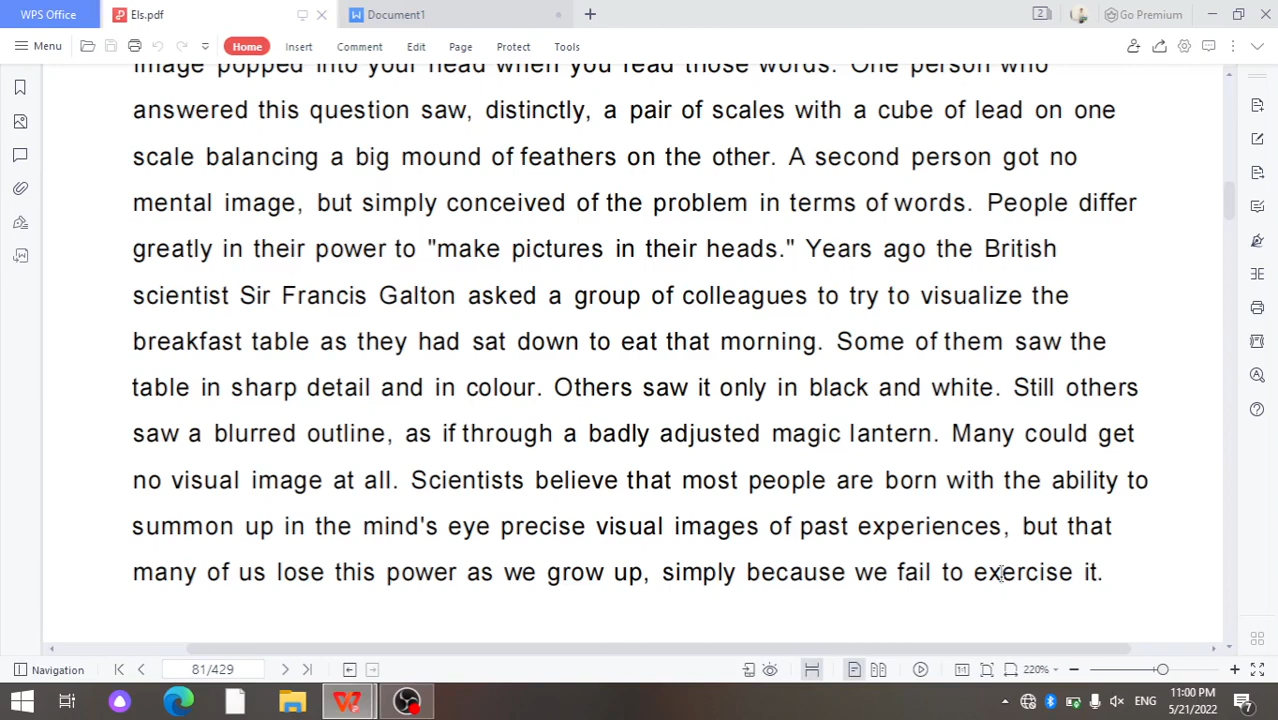 WPS Office
Els.pdf
Document1
Go Premium
Menu
Home
Insert
Comment
Edit
Page
Protect
Tools
image popped into your head when you read those words. One person who
answered this question saw, distinctly, a pair of scales with a cube of lead on one
scale balancing a big mound of feathers on the other. A second person got no
mental image, but simply conceived of the problem in terms of words. People differ
greatly in their power to "make pictures in their heads." Years ago the British
scientist Sir Francis Galton asked a group of colleagues to try to visualize the
breakfast table as they had sat down to eat that morning. Some of them saw the
table in sharp detail and in colour. Others saw it only in black and white. Still others
saw a blurred outline, as if through a badly adjusted magic lantern. Many could get
no visual image at all. Scientists believe that most people are born with the ability to
summon up in the mind's eye precise visual images of past experiences, but that
many of us lose this power as we grow up, simply because we fail to exercise it.
Navigation
81/429
220%
ENG
11:00 PM
5/21/2022